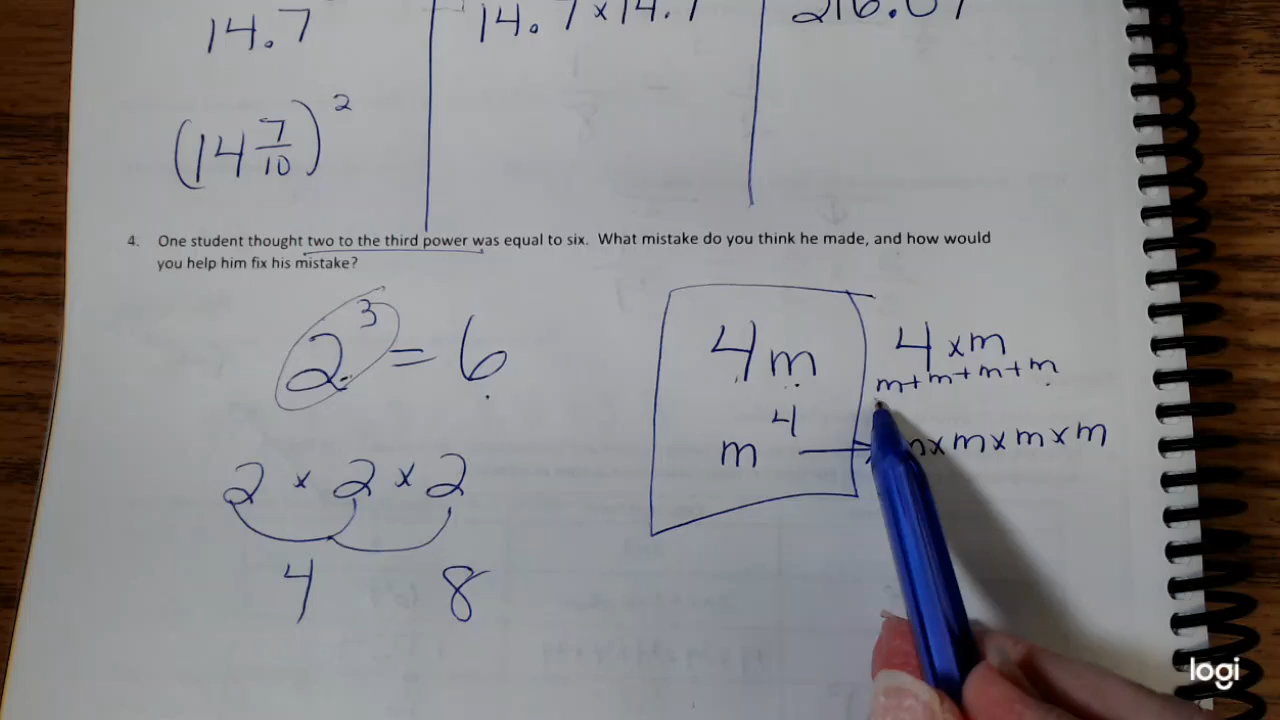 14.7
14.7×14.7
216.09
(14 7/10)²
4. One student thought two to the third power was equal to six. What mistake do you think he made, and how would
you help him fix his mistake?
2³ = 6
2 × 2 × 2
4 8
4m
4×m
m+m+m+m
m⁴
m×m×m×m
logi